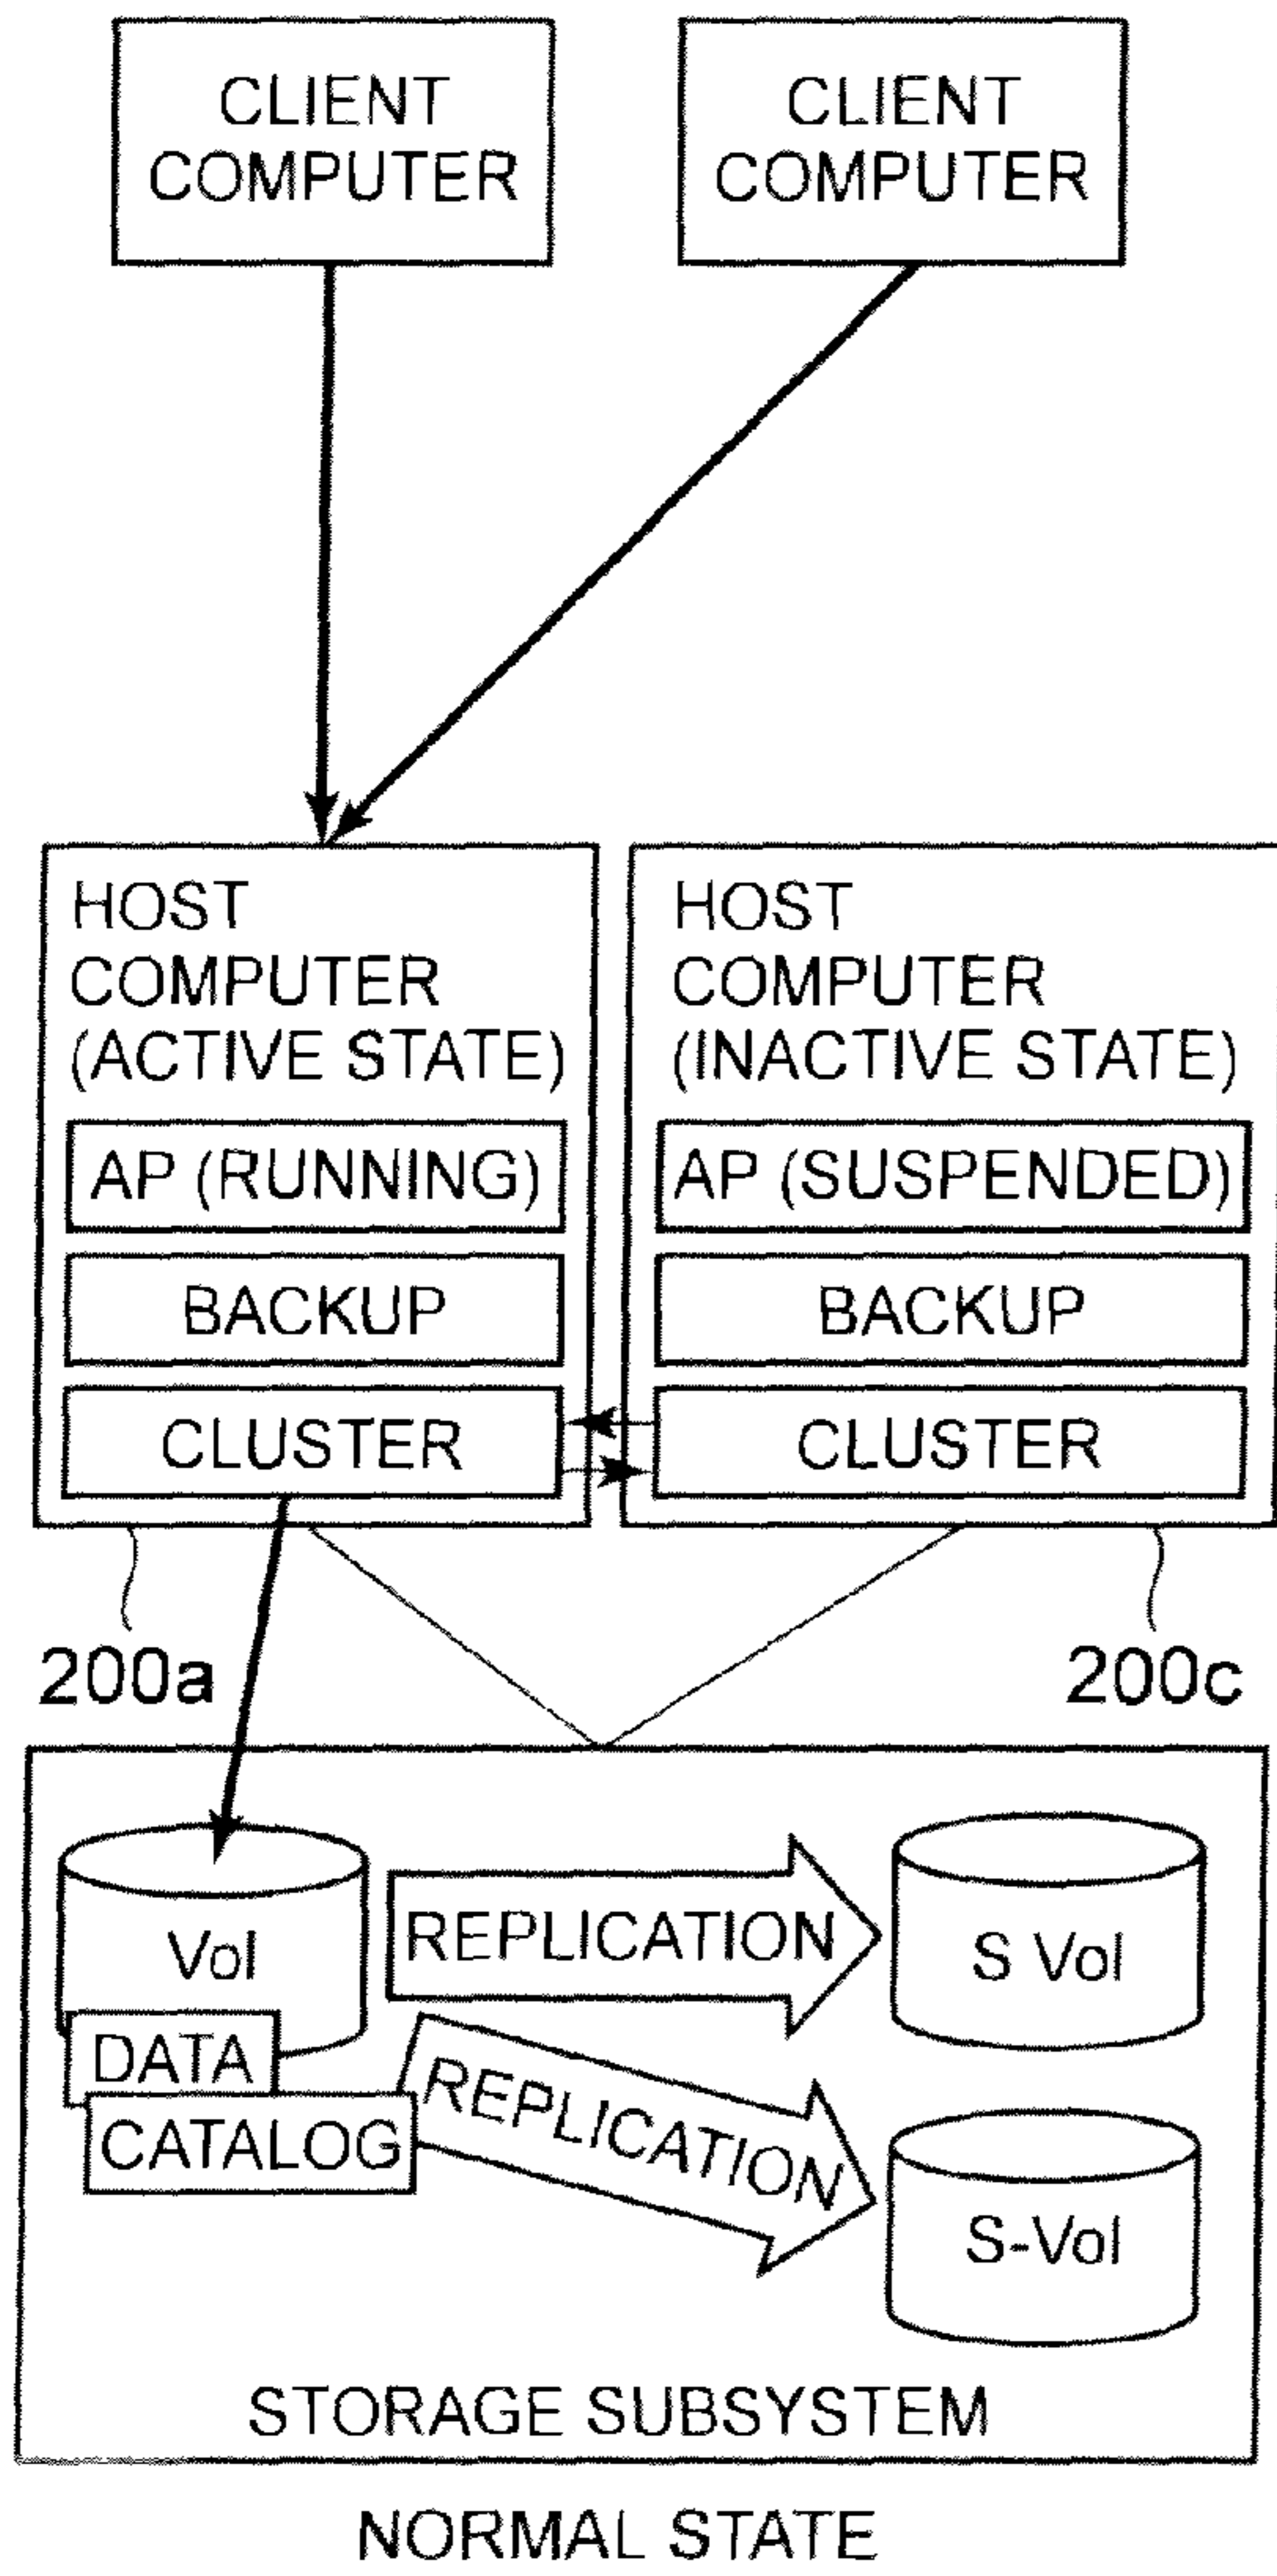 CLIENT
COMPUTER
CLIENT
COMPUTER
HOST
COMPUTER
(ACTIVE STATE)
AP (RUNNING)
BACKUP
CLUSTER
HOST
COMPUTER
(INACTIVE STATE)
AP (SUSPENDED)
BACKUP
CLUSTER
200a
200c
Vol
DATA
CATALOG
REPLICATION
REPLICATION
S Vol
S-Vol
STORAGE SUBSYSTEM
NORMAL STATE